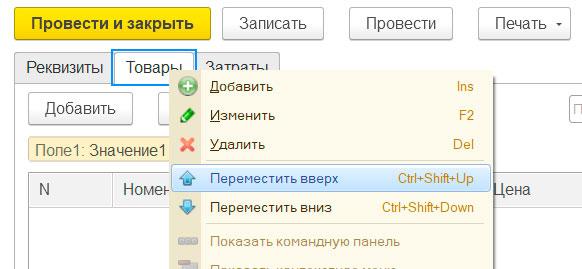 Провести и закрыть Записать Провести Печать
Реквизиты Товары Затраты
Добавить
Добавить Ins
Изменить F2
Удалить Del
Переместить вверх Ctrl+Shift+Up
Переместить вниз Ctrl+Shift+Down
Показать командную панель
Поле1: Значение1
N Номен Цена